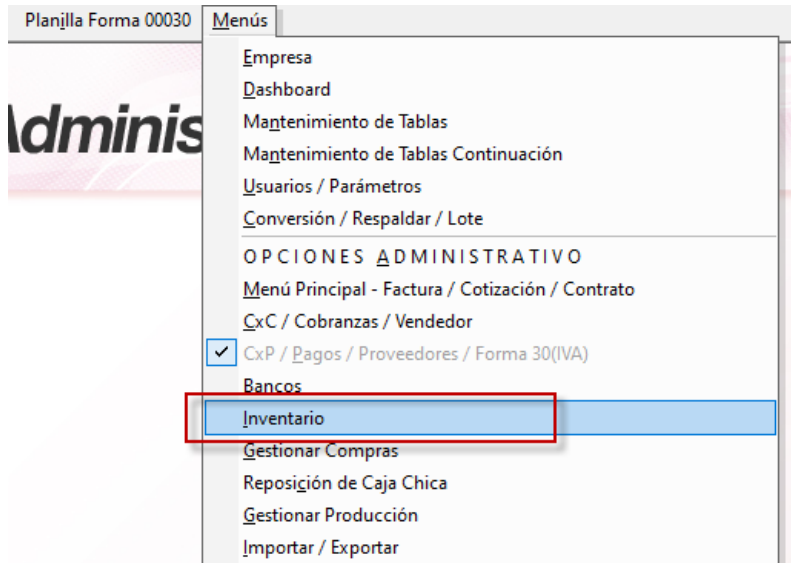 Planilla Forma 00030 Menús
Adminis
Empresa
Dashboard
Mantenimiento de Tablas
Mantenimiento de Tablas Continuación
Usuarios / Parámetros
Conversión / Respaldar / Lote
OPCIONES ADMINISTRATIVO
Menú Principal - Factura / Cotización / Contrato
CxC / Cobranzas / Vendedor
CxP / Pagos / Proveedores / Forma 30(IVA)
Bancos
Inventario
Gestionar Compras
Reposición de Caja Chica
Gestionar Producción
Importar / Exportar